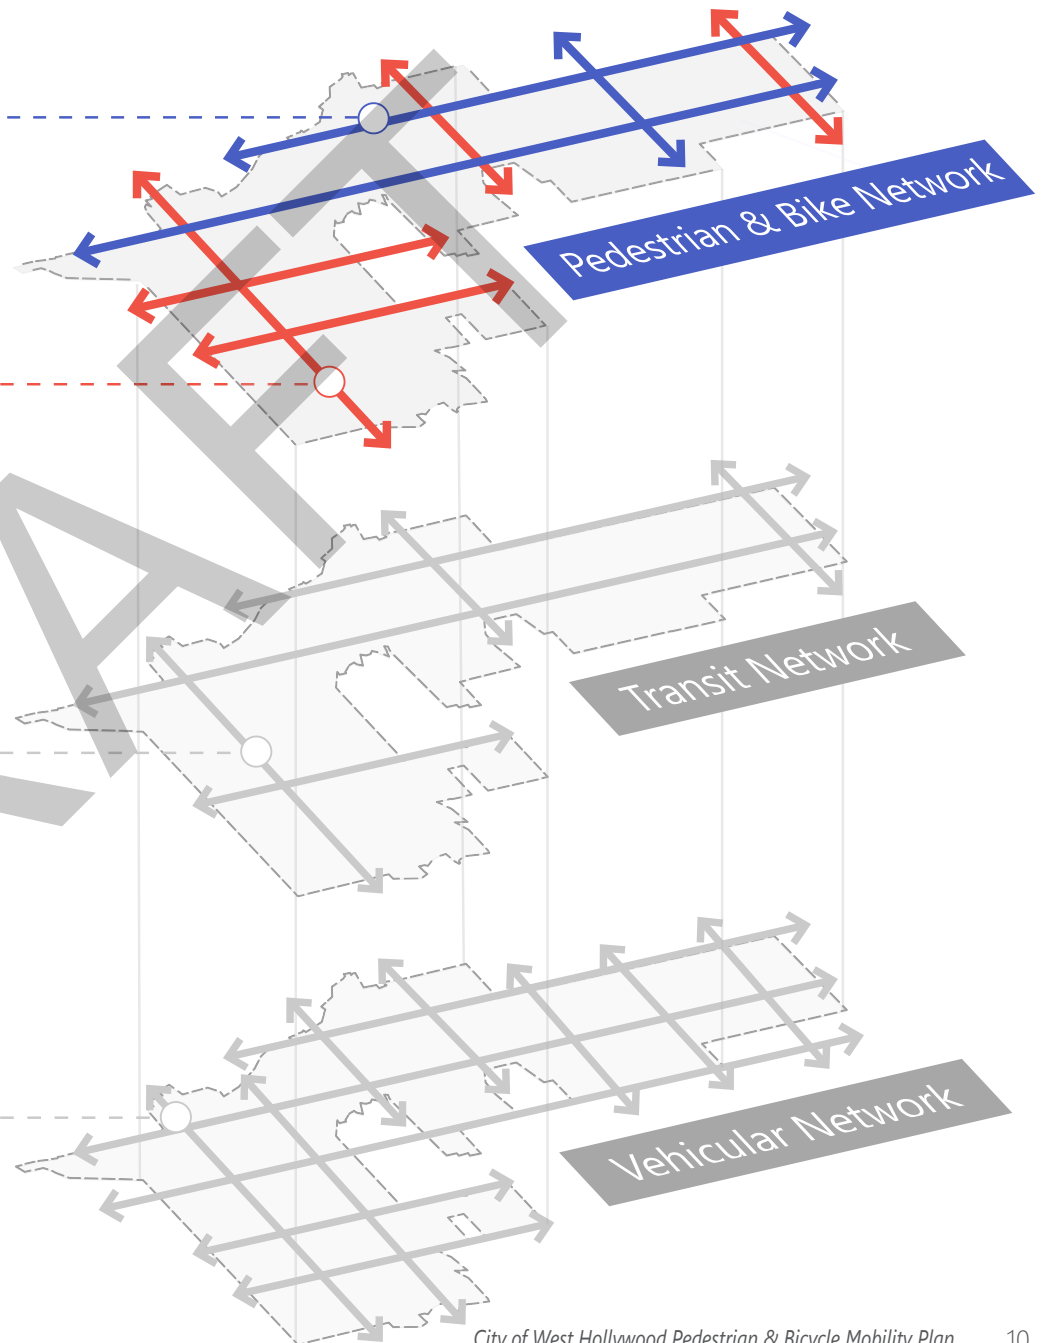 Pedestrian & Bike Network
Transit Network
Vehicular Network
City of West Hollywood Pedestrian & Bicycle Mobility Plan 10